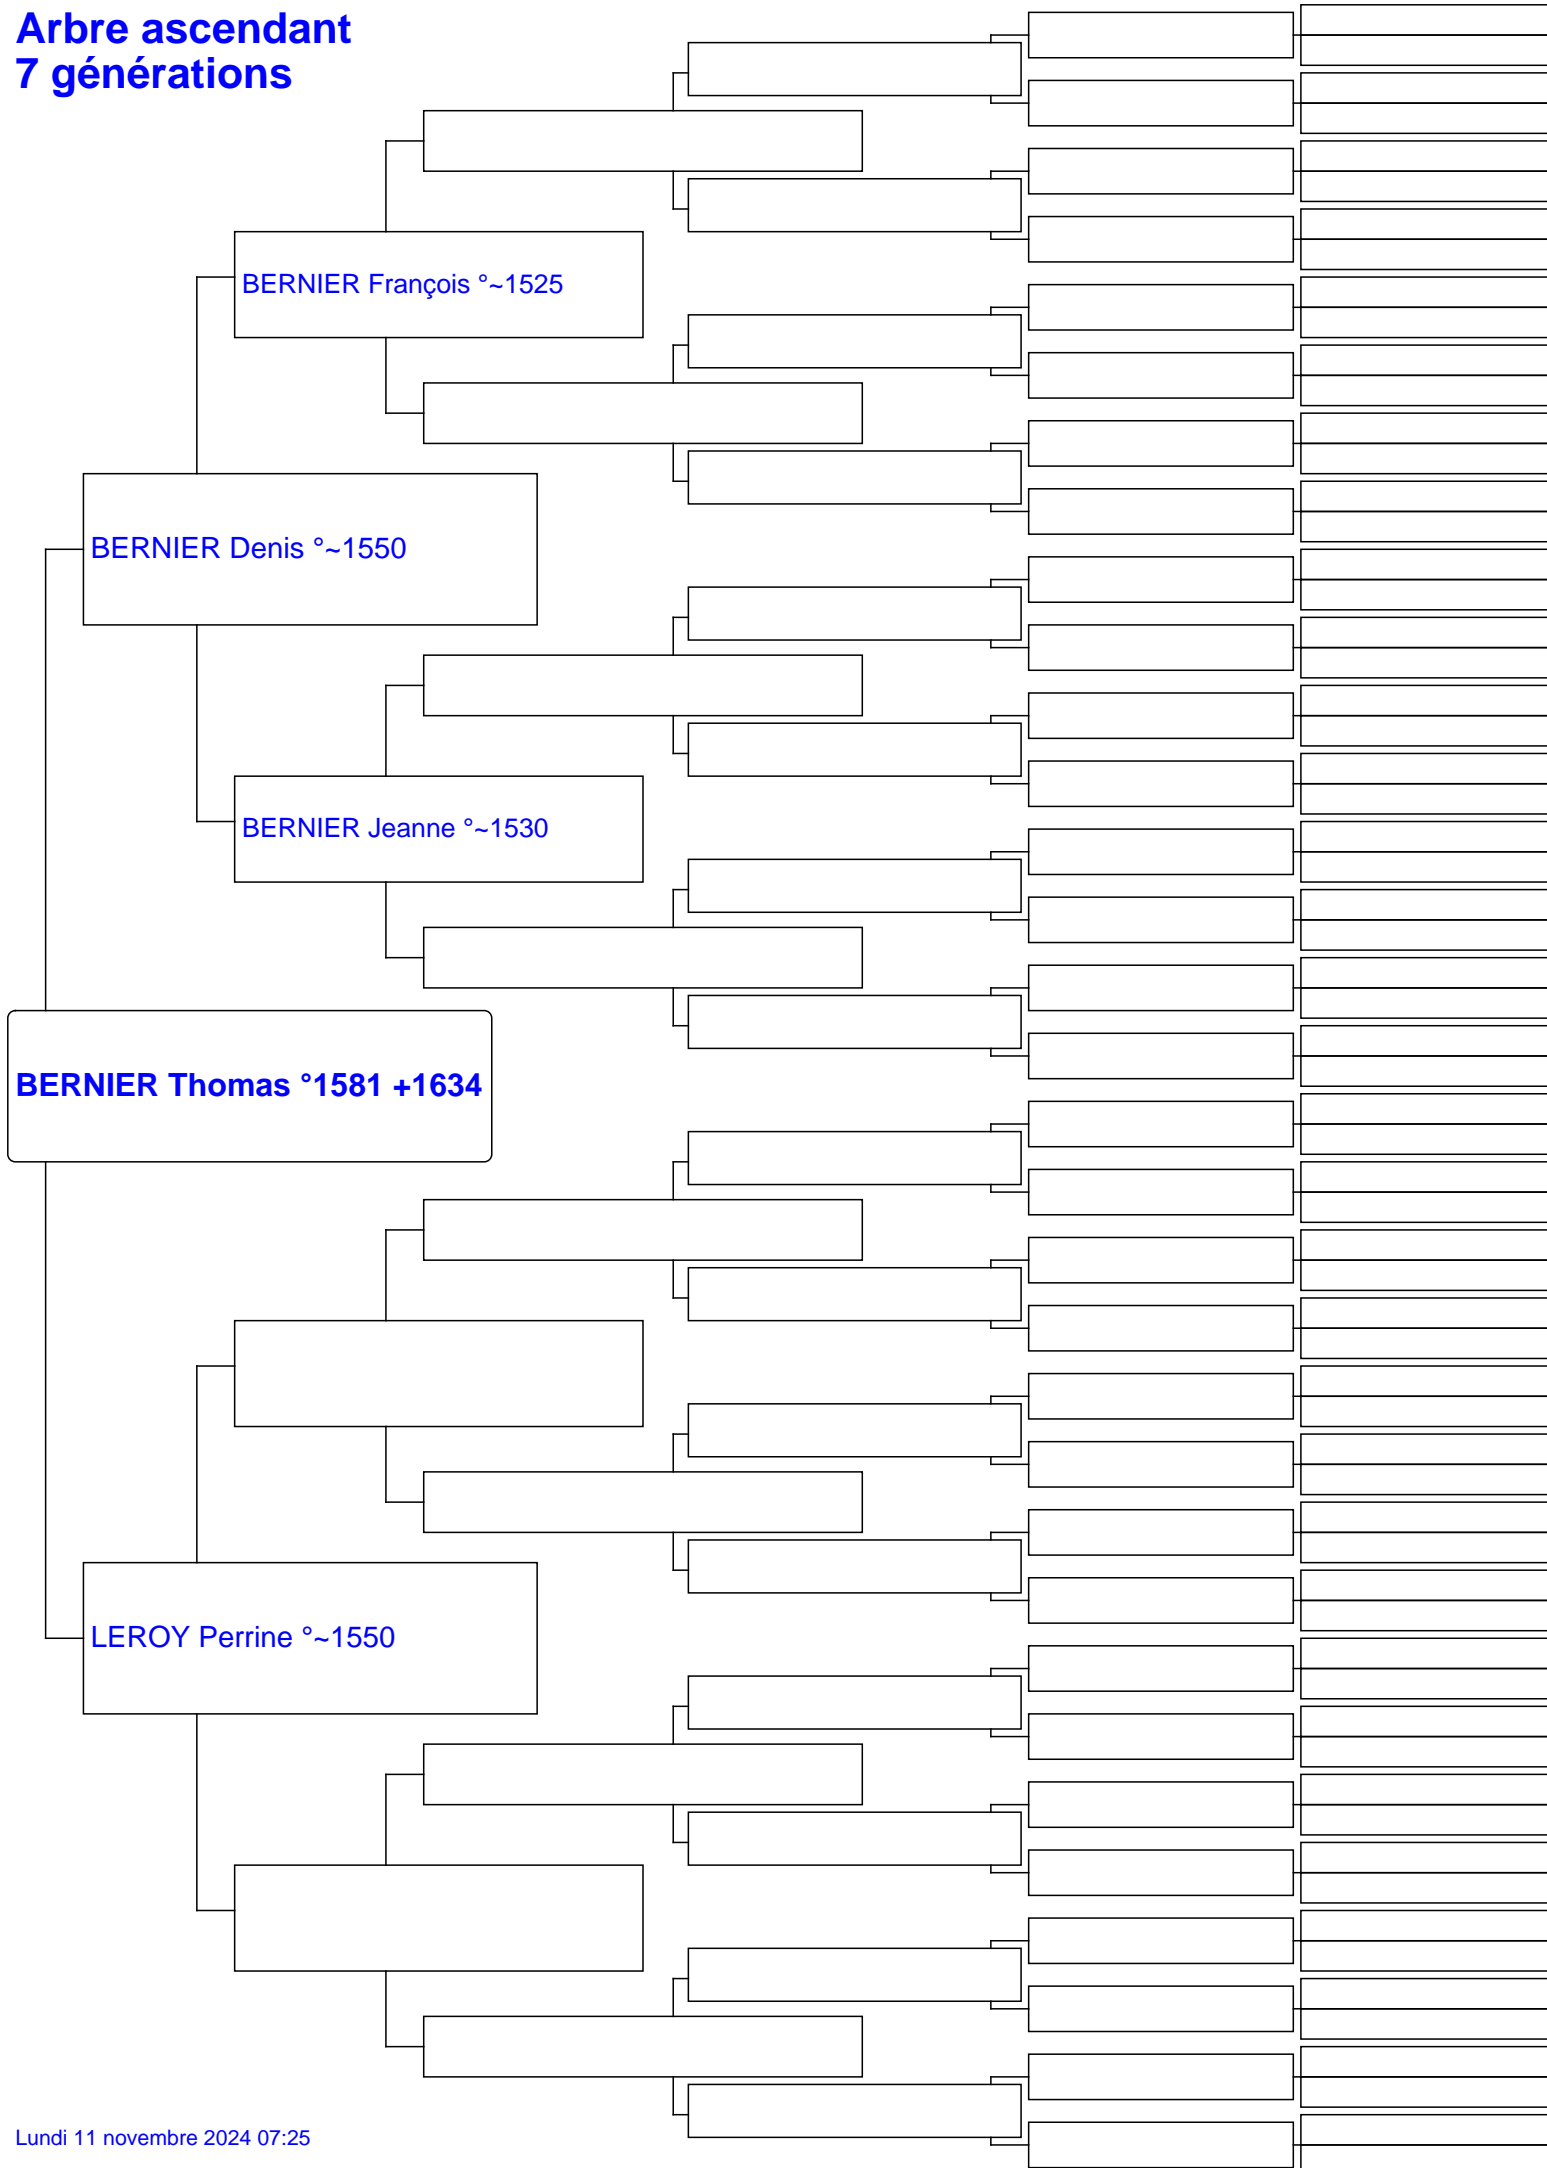 Arbre ascendant
7 générations
BERNIER François °~1525
BERNIER Denis °~1550
BERNIER Jeanne °~1530
BERNIER Thomas °1581 +1634
LEROY Perrine °~1550
Lundi 11 novembre 2024 07:25